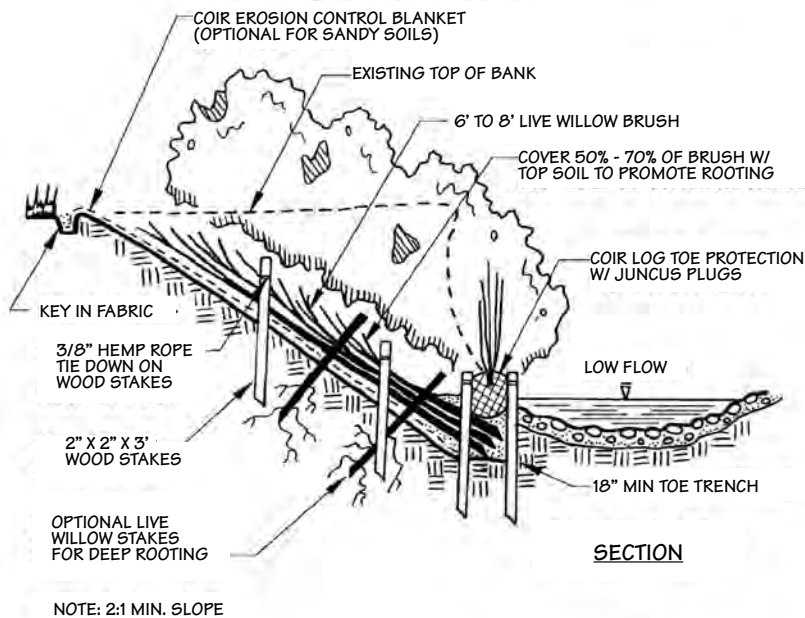 COIR EROSION CONTROL BLANKET
(OPTIONAL FOR SANDY SOILS)
EXISTING TOP OF BANK
6' TO 8' LIVE WILLOW BRUSH
COVER 50% - 70% OF BRUSH W/
TOP SOIL TO PROMOTE ROOTING
COIR LOG TOE PROTECTION
W/ JUNCUS PLUGS
KEY IN FABRIC
3/8" HEMP ROPE
TIE DOWN ON
WOOD STAKES
LOW FLOW
2" X 2" X 3'
WOOD STAKES
18" MIN TOE TRENCH
OPTIONAL LIVE
WILLOW STAKES
FOR DEEP ROOTING
SECTION
NOTE: 2:1 MIN. SLOPE